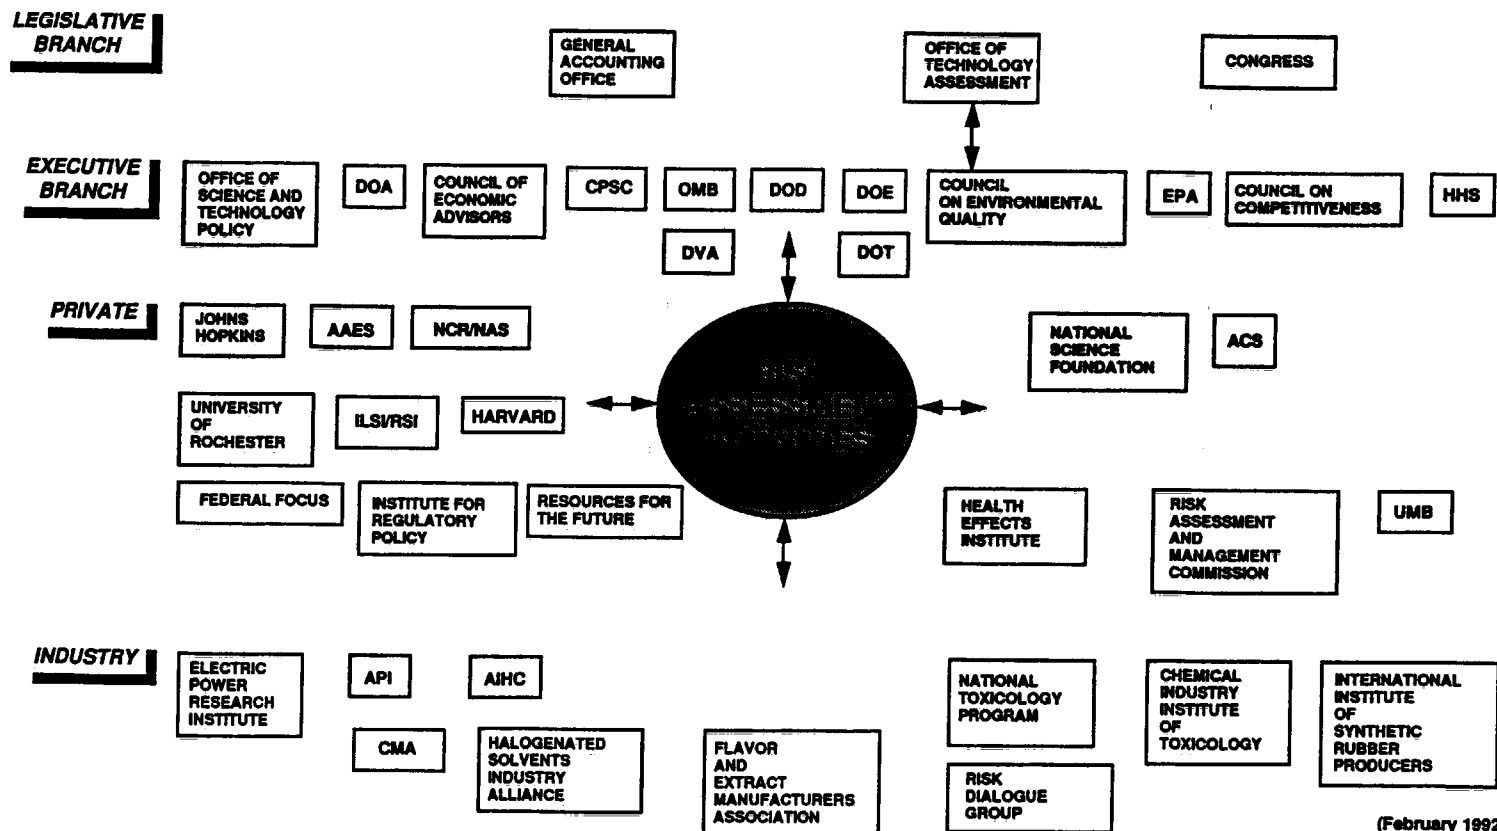 LEGISLATIVE
BRANCH
GENERAL
ACCOUNTING
OFFICE
OFFICE OF
TECHNOLOGY
ASSESSMENT
CONGRESS
EXECUTIVE
BRANCH
OFFICE OF
SCIENCE AND
TECHNOLOGY
POLICY
DOA
COUNCIL OF
ECONOMIC
ADVISORS
CPSC
OMB
DOD
DOE
COUNCIL
ON ENVIRONMENTAL
QUALITY
EPA
COUNCIL ON
COMPETITIVENESS
HHS
DVA
DOT
PRIVATE
JOHNS
HOPKINS
AAES
NCR/NAS
NATIONAL
SCIENCE
FOUNDATION
ACS
RISK
ASSESSMENT
UNIVERSITY
OF
ROCHESTER
ILSI/RSI
HARVARD
FEDERAL FOCUS
INSTITUTE FOR
REGULATORY
POLICY
RESOURCES FOR
THE FUTURE
HEALTH
EFFECTS
INSTITUTE
RISK
ASSESSMENT
AND
MANAGEMENT
COMMISSION
UMB
INDUSTRY
ELECTRIC
POWER
RESEARCH
INSTITUTE
API
AIHC
CMA
HALOGENATED
SOLVENTS
INDUSTRY
ALLIANCE
FLAVOR
AND
EXTRACT
MANUFACTURERS
ASSOCIATION
NATIONAL
TOXICOLOGY
PROGRAM
RISK
DIALOGUE
GROUP
CHEMICAL
INDUSTRY
INSTITUTE
OF
TOXICOLOGY
INTERNATIONAL
INSTITUTE
OF
SYNTHETIC
RUBBER
PRODUCERS
(February 1992